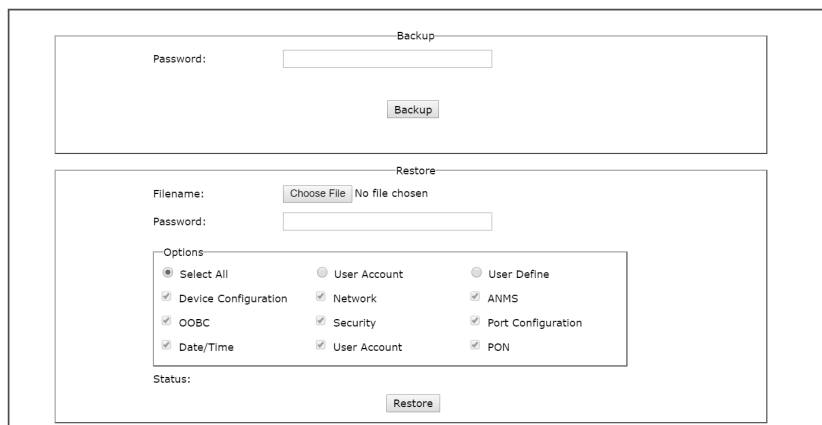 Backup
Password:
Backup
Restore
Filename: Choose File No file chosen
Password:
Options
Select All User Account User Define
Device Configuration Network ANMS
OOBC Security Port Configuration
Date/Time User Account PON
Status:
Restore